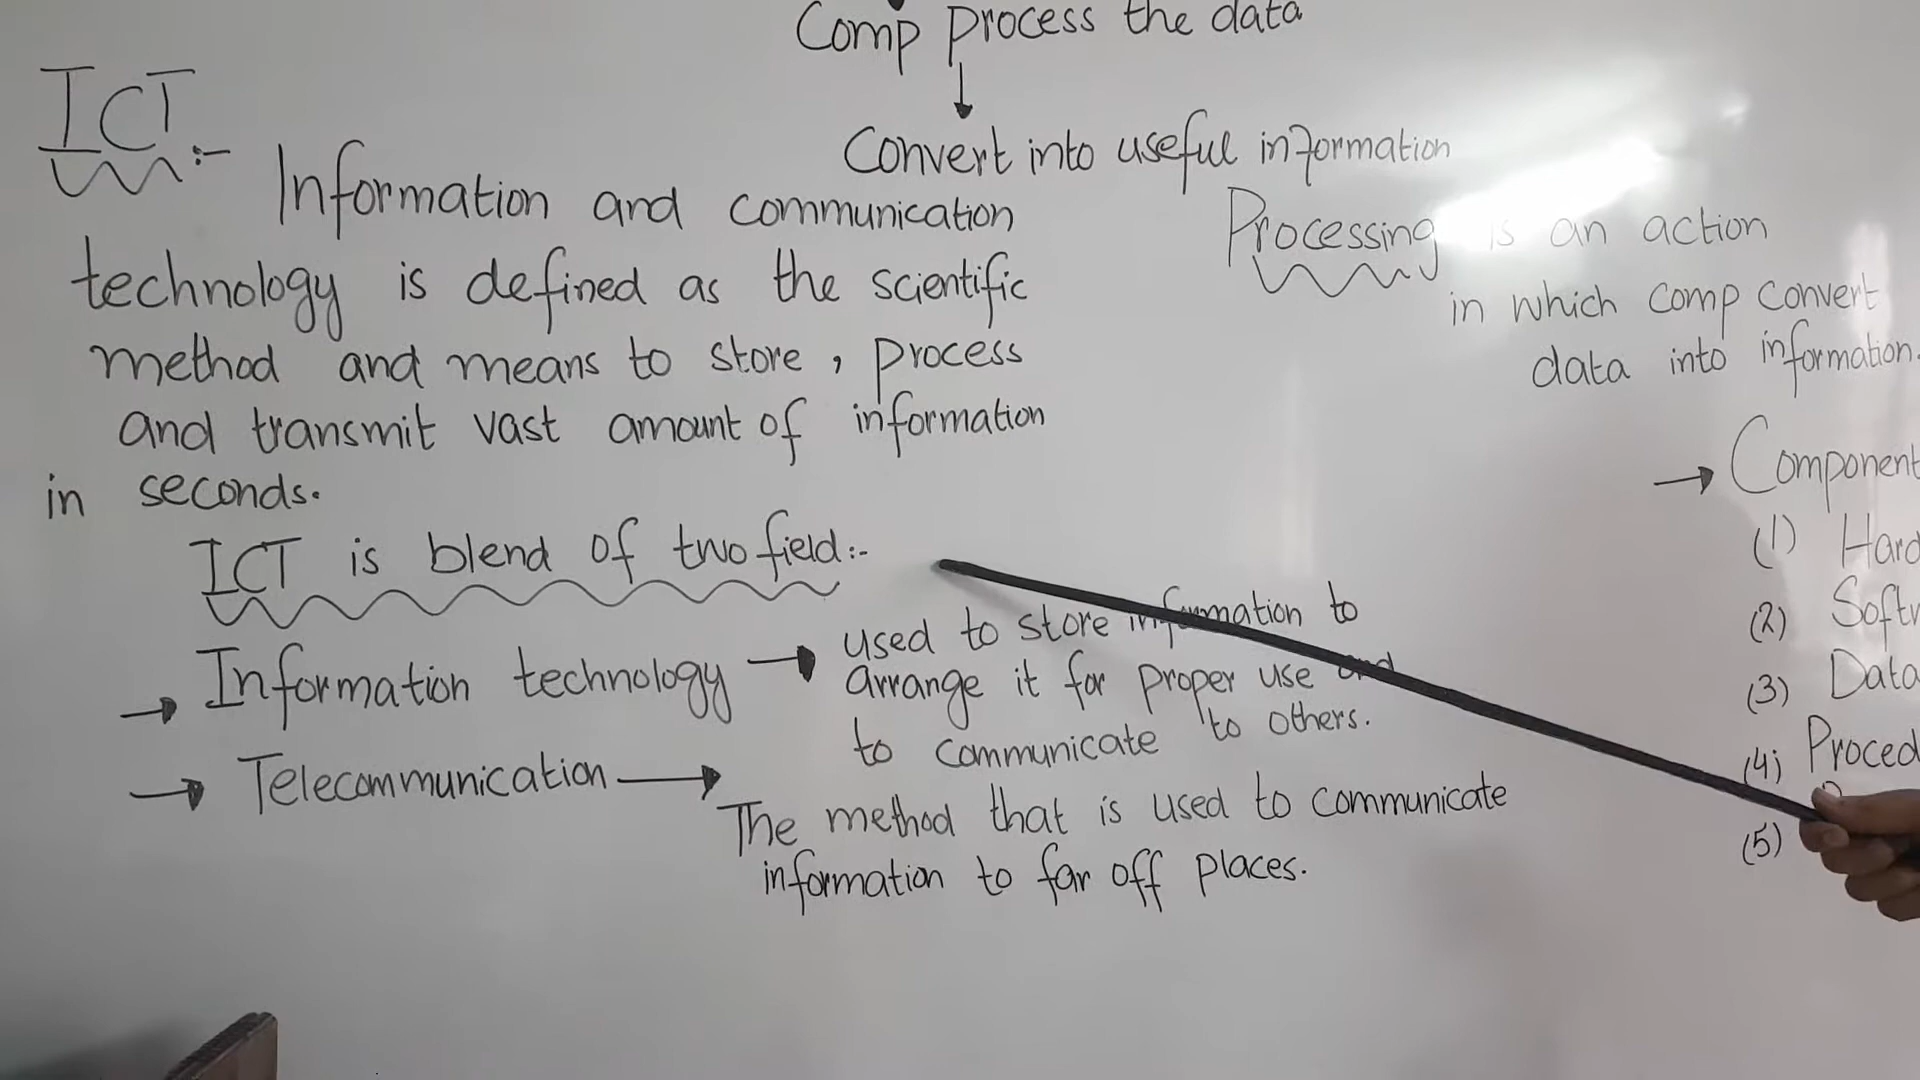 Comp process the data
Convert into useful information
ICT :-
Information and communication
technology is defined as the scientific
method and means to store , process
and transmit vast amount of information
in seconds.
ICT is blend of two field:-
→ Information technology →
used to store information to
arrange it for proper use and
to communicate to others.
→ Telecommunication →
The method that is used to communicate
information to far off places.
Processing is an action
in which comp convert
data into information.
→ Component
(1) Hard
(2) Soft
(3) Data
(4) Proced
(5)